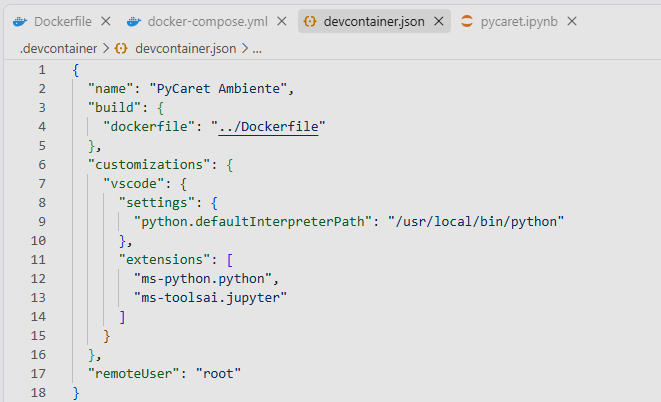 Dockerfile docker-compose.yml devcontainer.json pycaret.ipynb
.devcontainer > devcontainer.json > ...
1 {
2 "name": "PyCaret Ambiente",
3 "build": {
4 "dockerfile": "../Dockerfile"
5 },
6 "customizations": {
7 "vscode": {
8 "settings": {
9 "python.defaultInterpreterPath": "/usr/local/bin/python"
10 },
11 "extensions": [
12 "ms-python.python",
13 "ms-toolsai.jupyter"
14 ]
15 }
16 },
17 "remoteUser": "root"
18 }